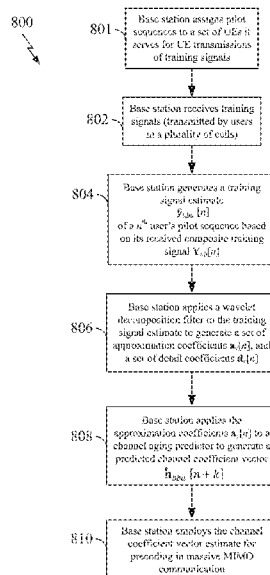 800
801
Base station assigns pilot
sequences to a set of UEs it
serves for UE transmissions
of training signals
802
Base station receives training
signals (transmitted by users
in a plurality of cells)
804
Base station generates a training
signal estimate
[n]
of a uᵗʰ user's pilot sequence based
on its received composite training
signal [n]
806
Base station applies a wavelet
decomposition filter to the training
signal estimate to generate a set of
approximation coefficients [n], and
a set of detail coefficients [n]
808
Base station applies the
approximation coefficients [n] to a
channel aging predictor to generate a
predicted channel coefficient vector
[n + k]
810
Base station employs the channel
coefficient vector estimate for
precoding in massive MIMO
communication